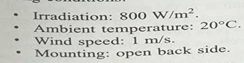 • Irradiation: 800 W/m².
• Ambient temperature: 20°C.
• Wind speed: 1 m/s.
• Mounting: open back side.